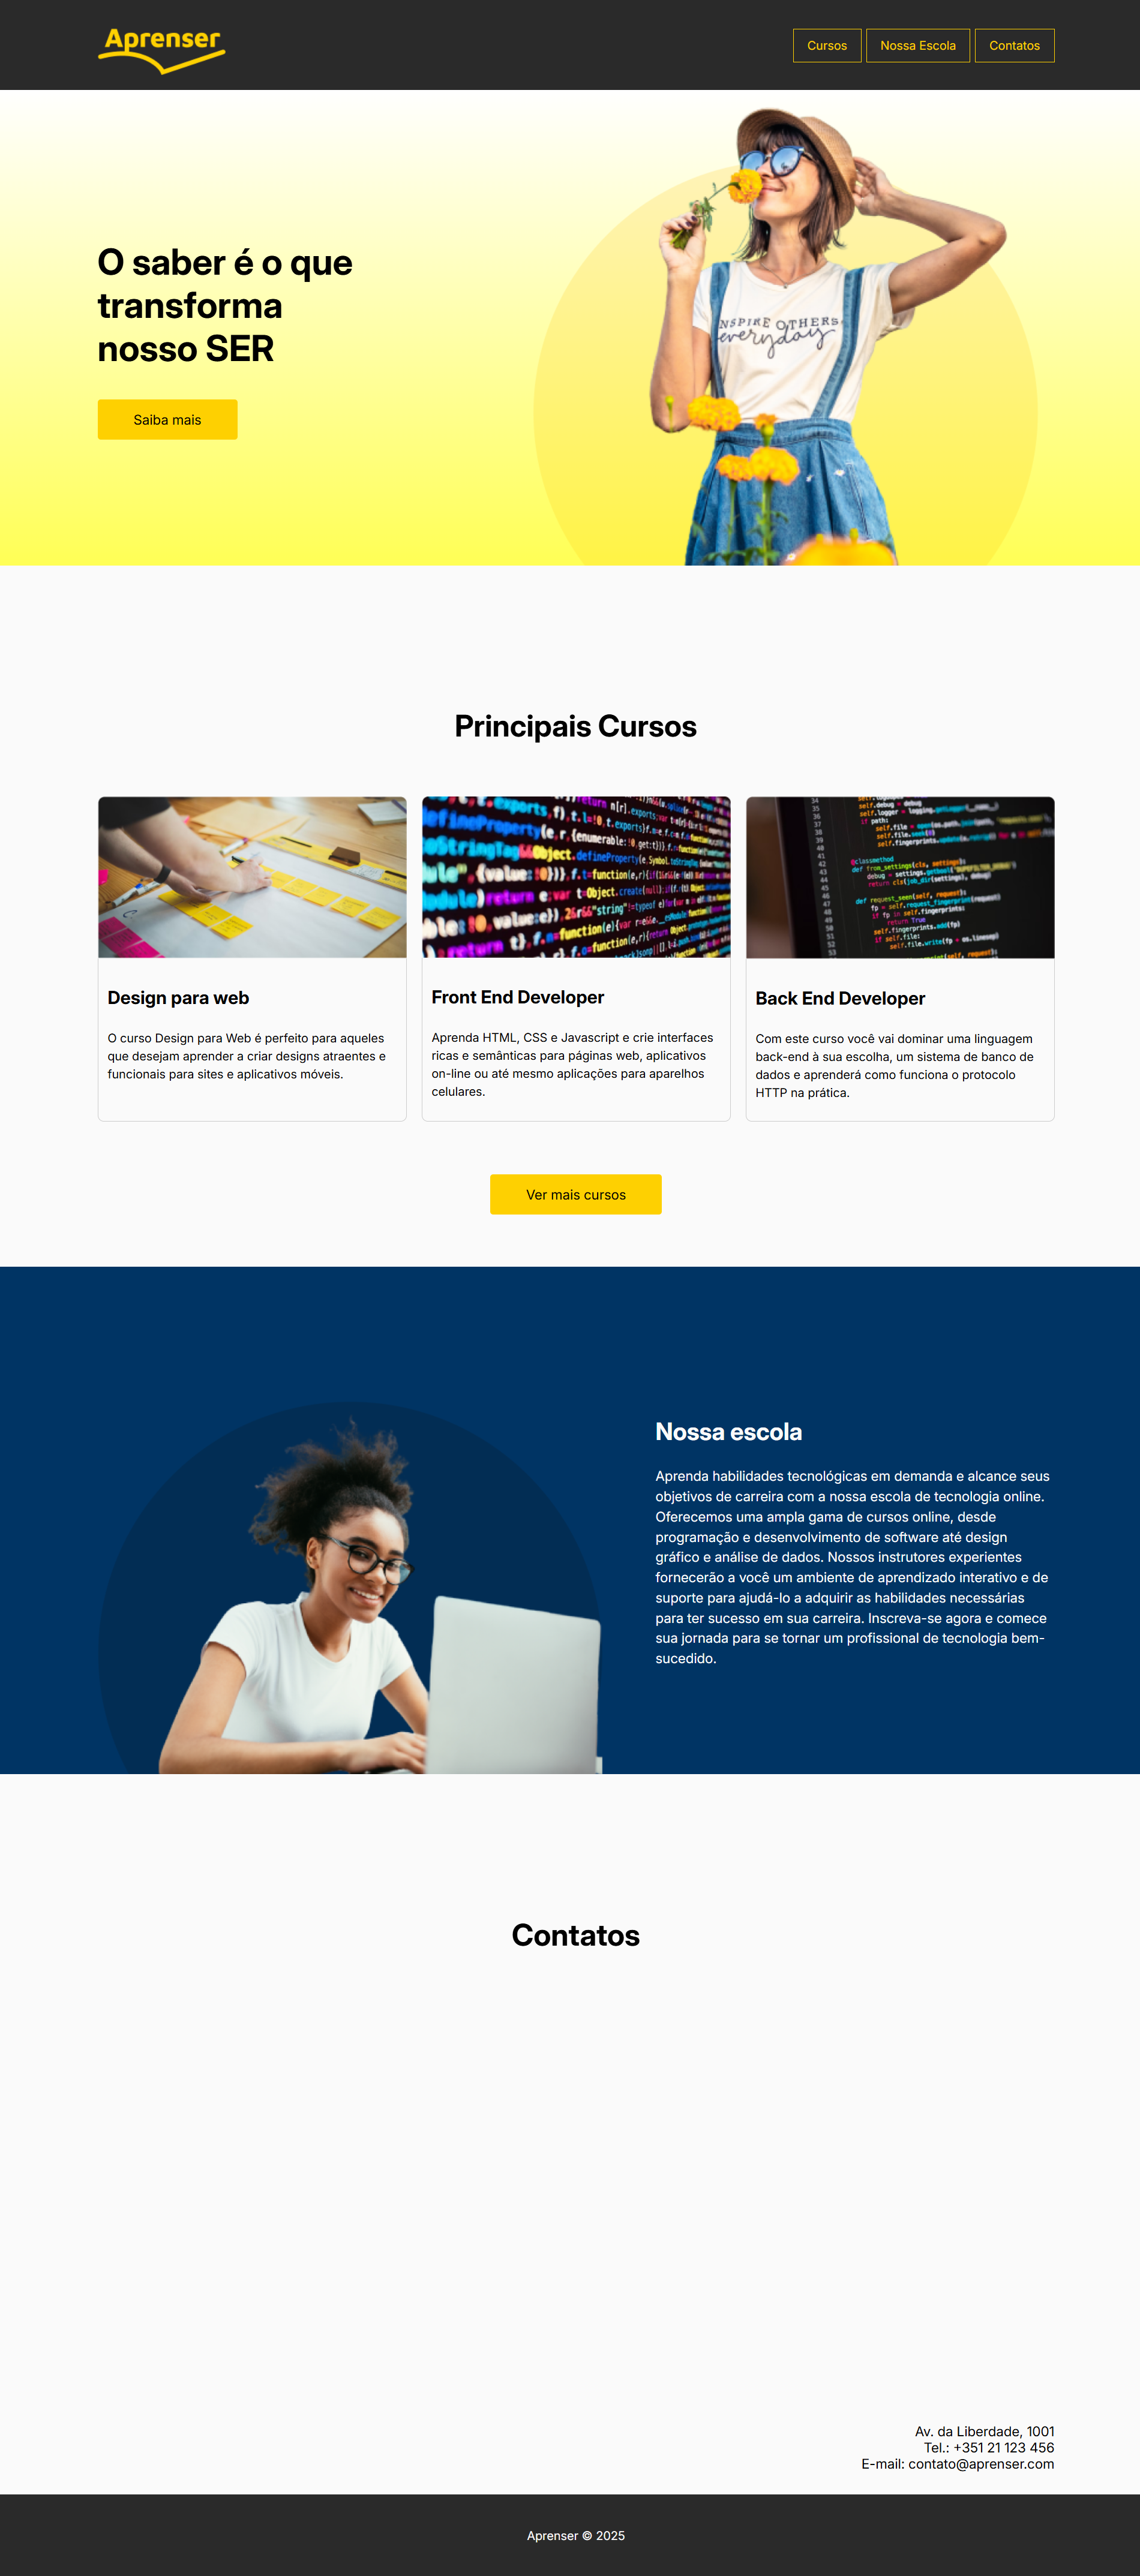 Aprenser
Cursos
Nossa Escola
Contatos
O saber é o que
transforma
nosso SER
Saiba mais
INSPIRE OTHERS
everyday
Principais Cursos
Design para web
O curso Design para Web é perfeito para aqueles
que desejam aprender a criar designs atraentes e
funcionais para sites e aplicativos móveis.
Front End Developer
Aprenda HTML, CSS e Javascript e crie interfaces
ricas e semânticas para páginas web, aplicativos
on-line ou até mesmo aplicações para aparelhos
celulares.
Back End Developer
Com este curso você vai dominar uma linguagem
back-end à sua escolha, um sistema de banco de
dados e aprenderá como funciona o protocolo
HTTP na prática.
Ver mais cursos
Nossa escola
Aprenda habilidades tecnológicas em demanda e alcance seus
objetivos de carreira com a nossa escola de tecnologia online.
Oferecemos uma ampla gama de cursos online, desde
programação e desenvolvimento de software até design
gráfico e análise de dados. Nossos instrutores experientes
fornecerão a você um ambiente de aprendizado interativo e de
suporte para ajudá-lo a adquirir as habilidades necessárias
para ter sucesso em sua carreira. Inscreva-se agora e comece
sua jornada para se tornar um profissional de tecnologia bem-
sucedido.
Contatos
Av. da Liberdade, 1001
Tel.: +351 21 123 456
E-mail: contato@aprenser.com
Aprenser © 2025